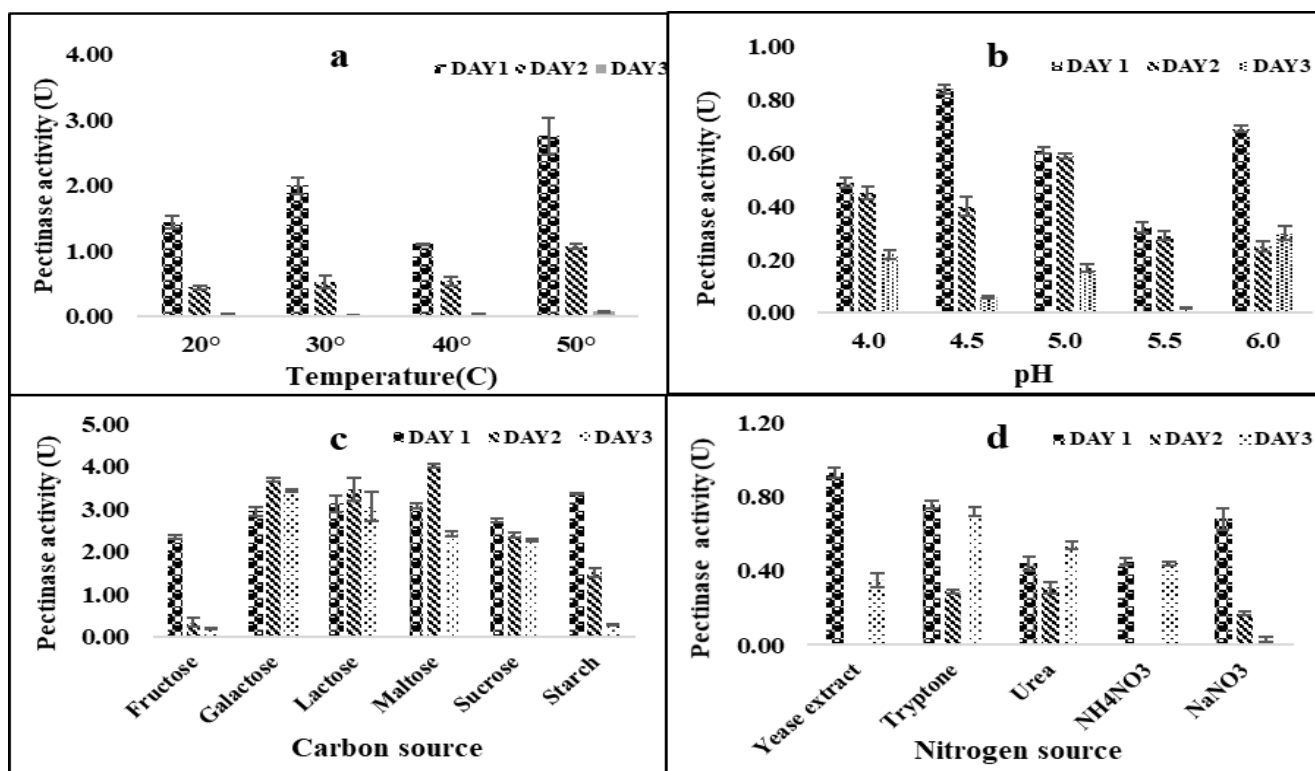 a
DAY1 DAY2 DAY3
Pectinase activity (U)
4.00
3.00
2.00
1.00
0.00
20° 30° 40° 50°
Temperature(C)
b
DAY 1 DAY2 DAY3
Pectinase activity (U)
1.00
0.80
0.60
0.40
0.20
0.00
4.0 4.5 5.0 5.5 6.0
pH
c
DAY 1 DAY2 DAY3
Pectinase activity (U)
5.00
4.00
3.00
2.00
1.00
0.00
Fructose Galactose Lactose Maltose Sucrose Starch
Carbon source
d
DAY 1 DAY2 DAY3
Pectinase activity (U)
1.20
0.80
0.40
0.00
Yease extract Tryptone Urea NH4NO3 NaNO3
Nitrogen source